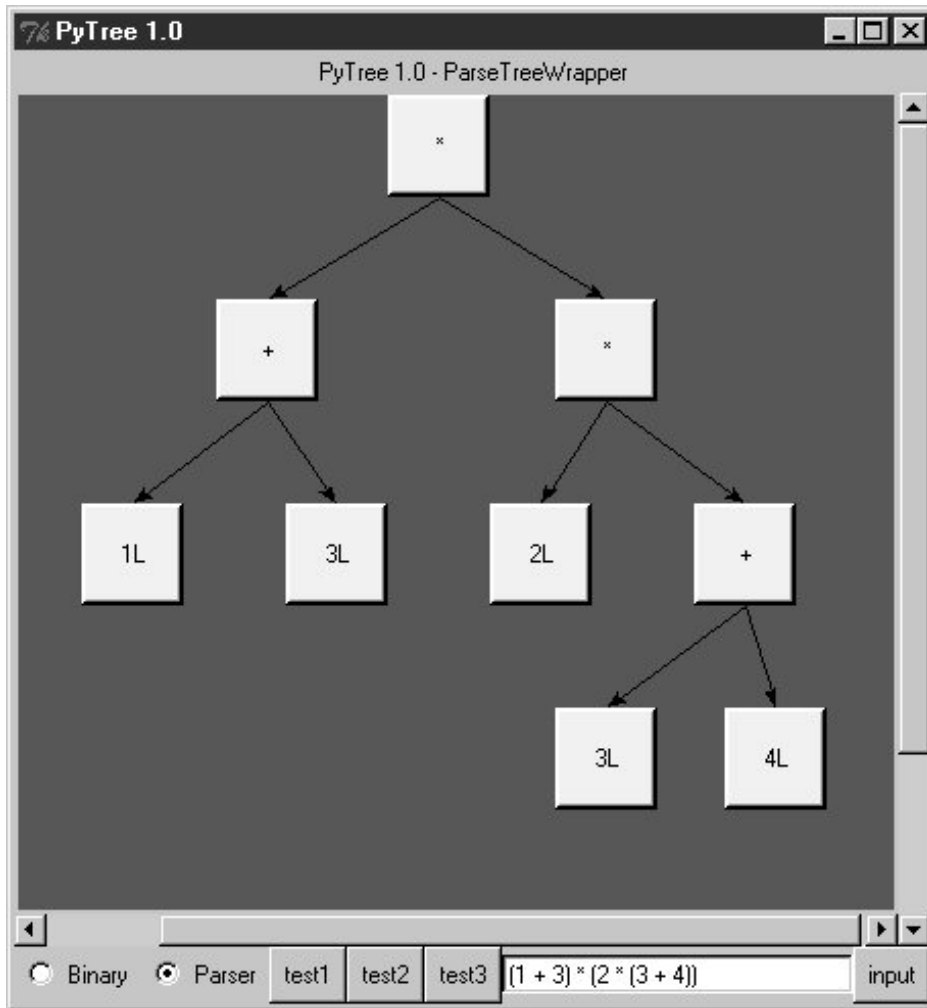 PyTree 1.0
PyTree 1.0 - ParseTreeWrapper
*
+ *
1L 3L 2L +
3L 4L
Binary Parser test1 test2 test3 (1 + 3) * (2 * (3 + 4)) input